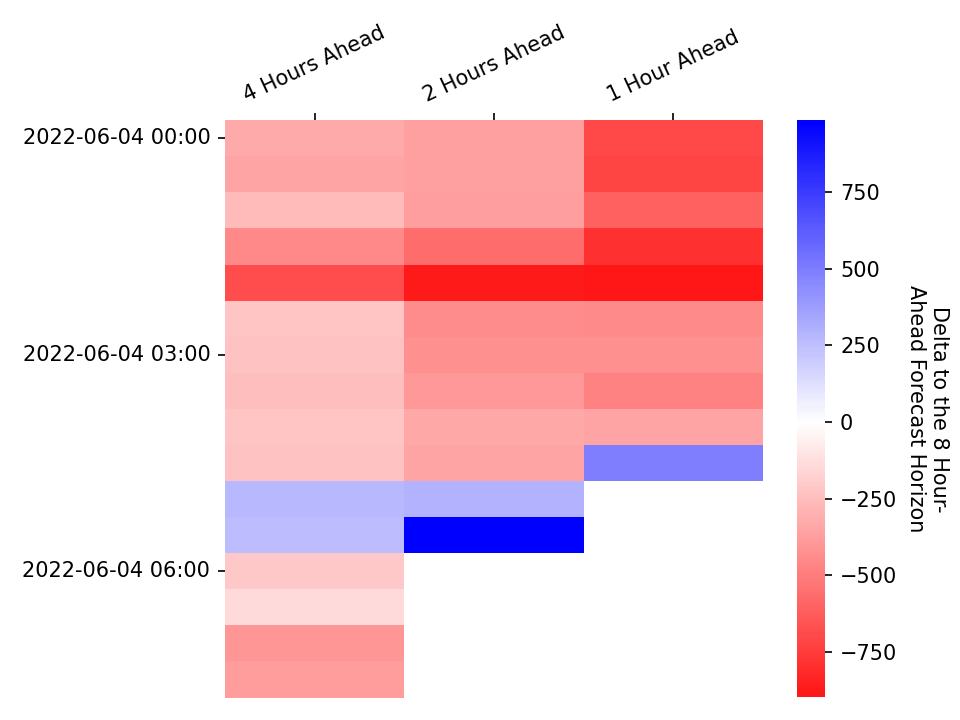 4 Hours Ahead
2 Hours Ahead
1 Hour Ahead
2022-06-04 00:00
2022-06-04 03:00
2022-06-04 06:00
750
500
250
0
−250
−500
−750
Delta to the 8 Hour-
Ahead Forecast Horizon